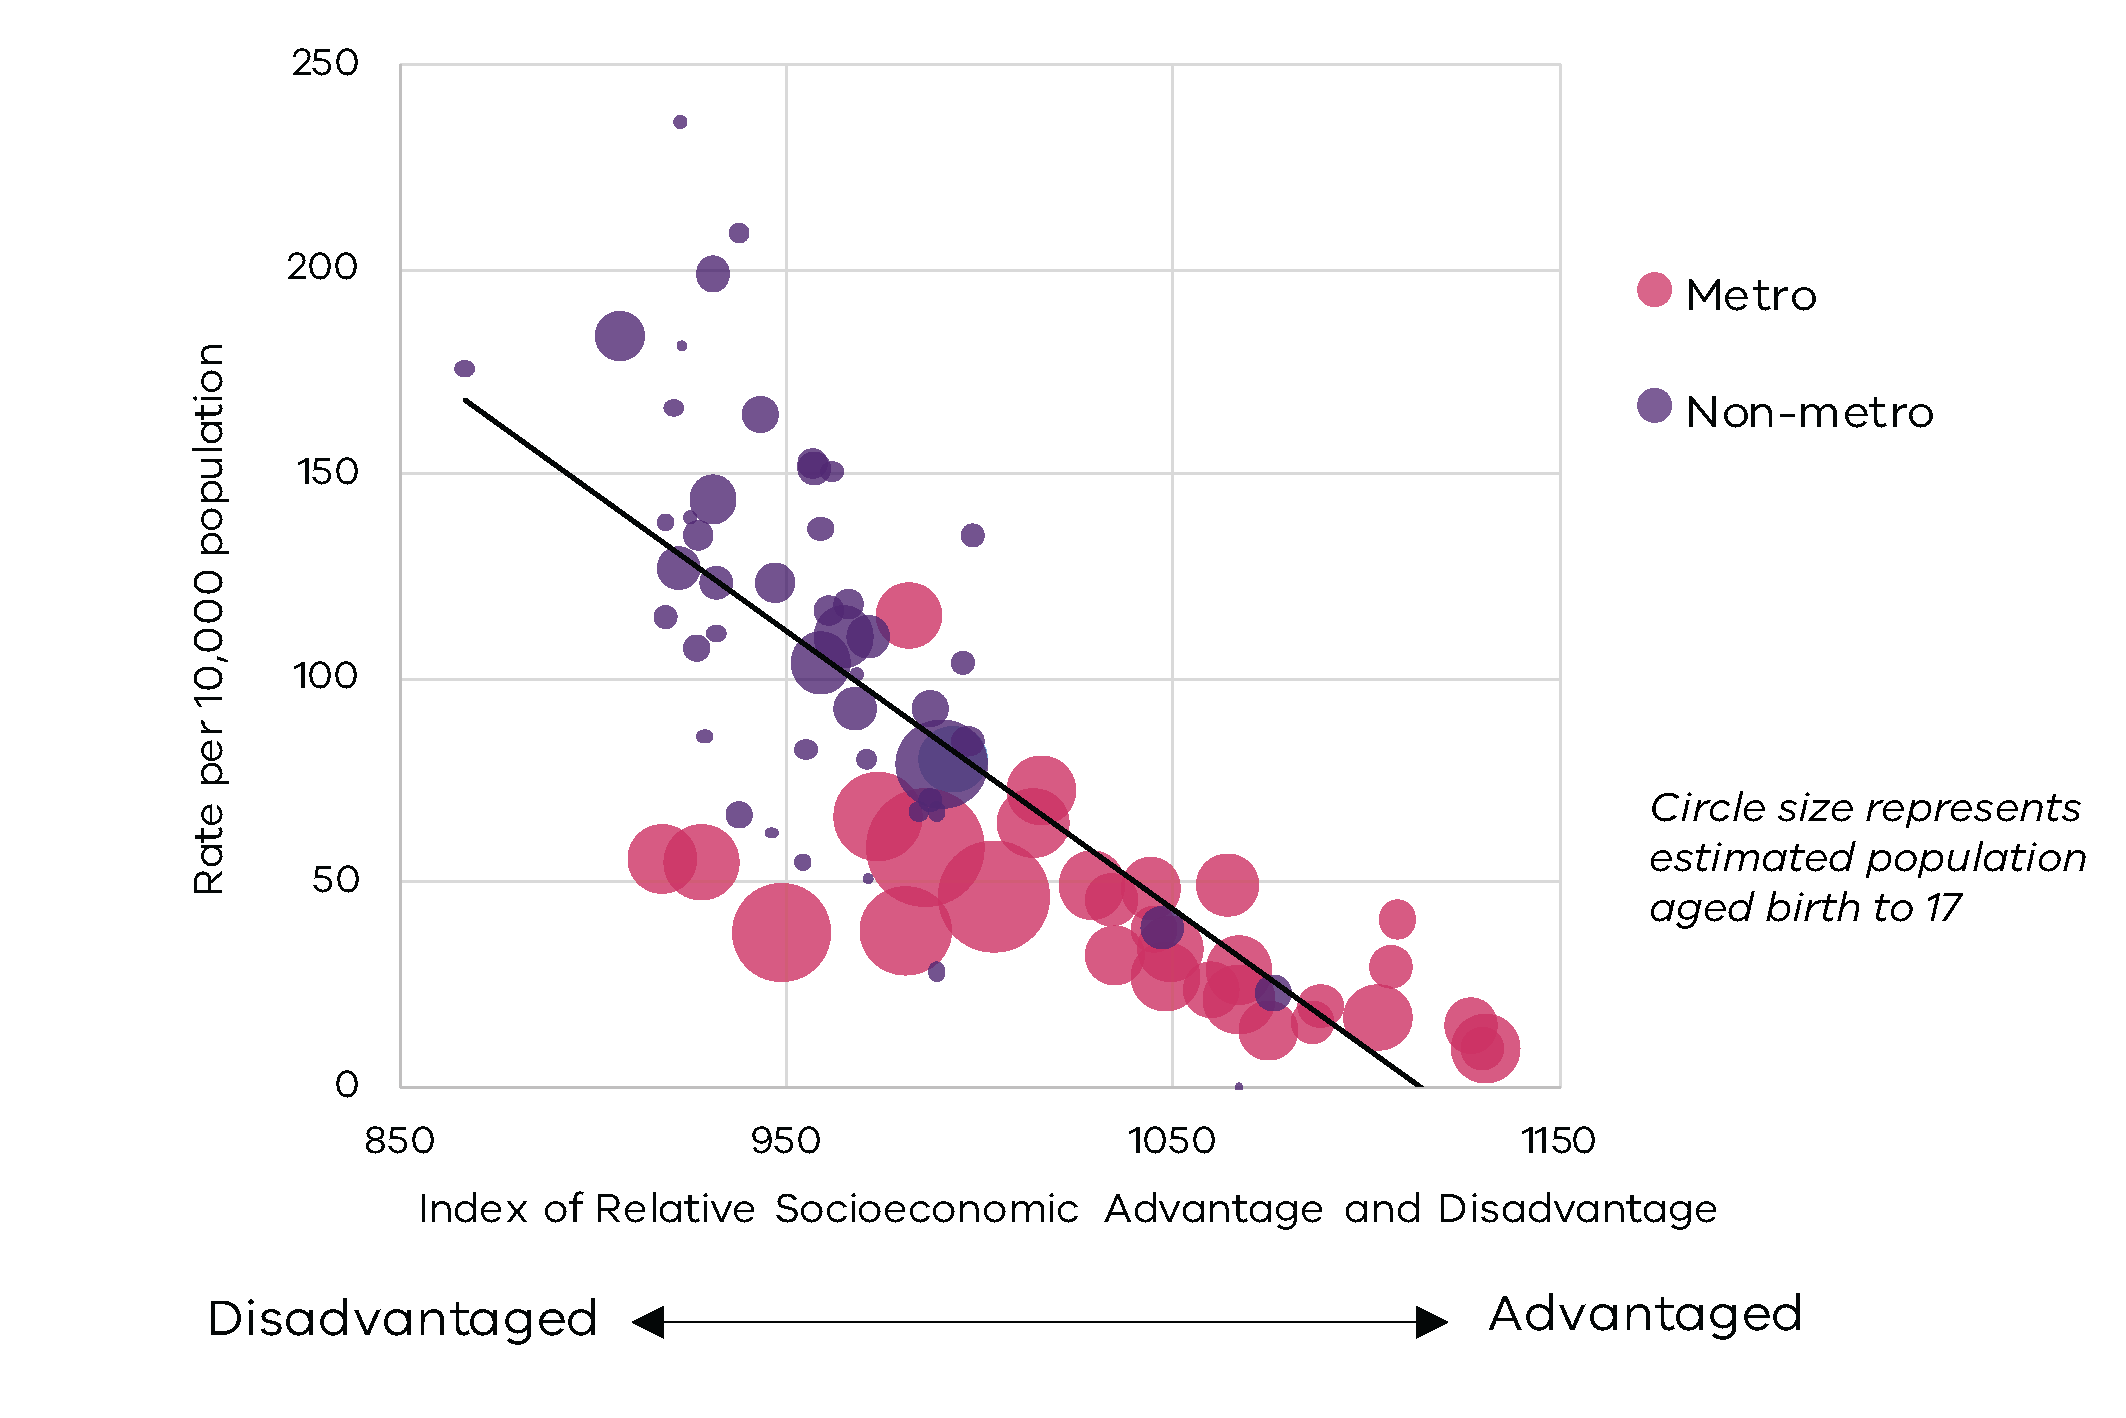 250
200
150
100
50
0
Rate per 10,000 population
850 950 1050 1150
Index of Relative Socioeconomic Advantage and Disadvantage
Disadvantaged
Advantaged
Metro
Non-metro
Circle size represents
estimated population
aged birth to 17